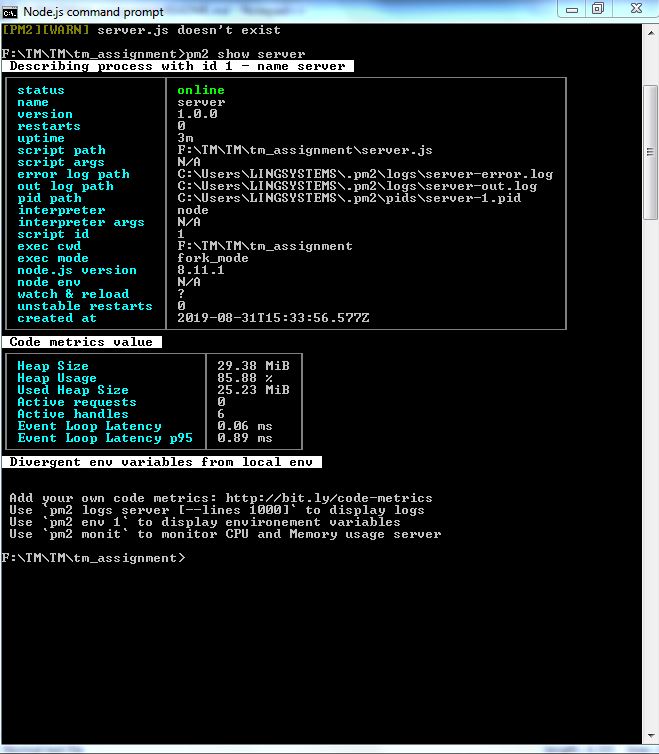 Node.js command prompt
[PM2][WARN] server.js doesn't exist
F:\TM\TM\tm_assignment>pm2 show server
Describing process with id 1 - name server
status online
name server
version 1.0.0
restarts 0
uptime 3m
script path F:\TM\TM\tm_assignment\server.js
script args N/A
error log path C:\Users\LINGSYSTEMS\.pm2\logs\server-error.log
out log path C:\Users\LINGSYSTEMS\.pm2\logs\server-out.log
pid path C:\Users\LINGSYSTEMS\.pm2\pids\server-1.pid
interpreter node
interpreter args N/A
script id 1
exec cwd F:\TM\TM\tm_assignment
exec mode fork_mode
node.js version 8.11.1
node env N/A
watch & reload ?
unstable restarts 0
created at 2019-08-31T15:33:56.577Z
Code metrics value
Heap Size 29.38 MiB
Heap Usage 85.88 %
Used Heap Size 25.23 MiB
Active requests 0
Active handles 6
Event Loop Latency 0.06 ms
Event Loop Latency p95 0.89 ms
Divergent env variables from local env
Add your own code metrics: http://bit.ly/code-metrics
Use `pm2 logs server [--lines 1000]` to display logs
Use `pm2 env 1` to display environement variables
Use `pm2 monit` to monitor CPU and Memory usage server
F:\TM\TM\tm_assignment>